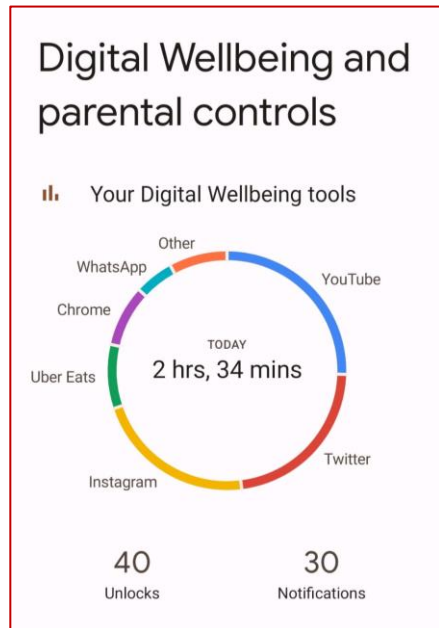 Digital Wellbeing and
parental controls
Your Digital Wellbeing tools
Other
WhatsApp
YouTube
Chrome
TODAY
2 hrs, 34 mins
Uber Eats
Twitter
Instagram
40
Unlocks
30
Notifications